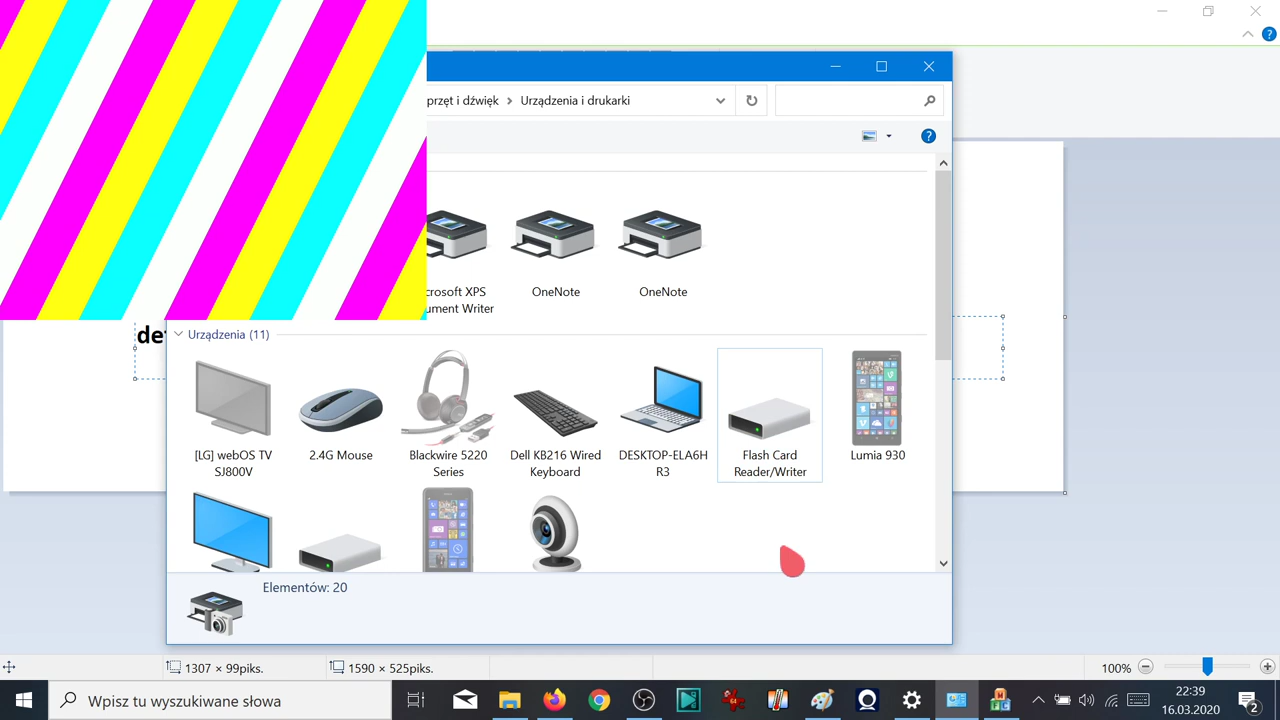 przęt i dźwięk
Urządzenia i drukarki
crosoft XPS
ument Writer
OneNote
OneNote
Urządzenia (11)
[LG] webOS TV
SJ800V
2.4G Mouse
Blackwire 5220
Series
Dell KB216 Wired
Keyboard
DESKTOP-ELA6H
R3
Flash Card
Reader/Writer
Lumia 930
Elementów: 20
1307 × 99piks.
1590 × 525piks.
100%
Wpisz tu wyszukiwane słowa
22:39
16.03.2020
2